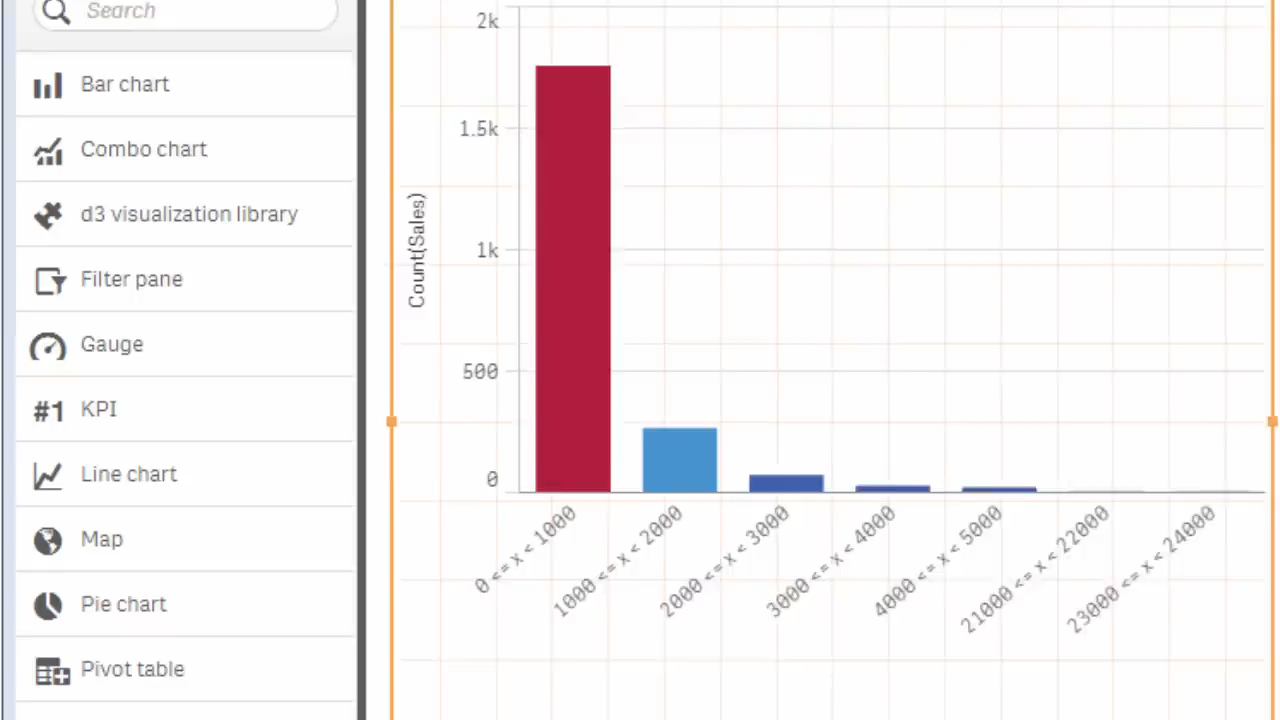 Search
Bar chart
Combo chart
d3 visualization library
Filter pane
Gauge
#1 KPI
Line chart
Map
Pie chart
Pivot table
Count(Sales)
2k
1.5k
1k
500
0
0 <= x < 1000
1000 <= x < 2000
2000 <= x < 3000
3000 <= x < 4000
4000 <= x < 5000
21000 <= x < 22000
23000 <= x < 24000